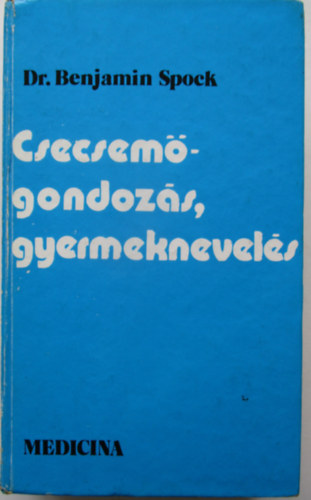 Dr. Benjamin Spock
Csecsemő-
gondozás,
gyermeknevelés
MEDICINA